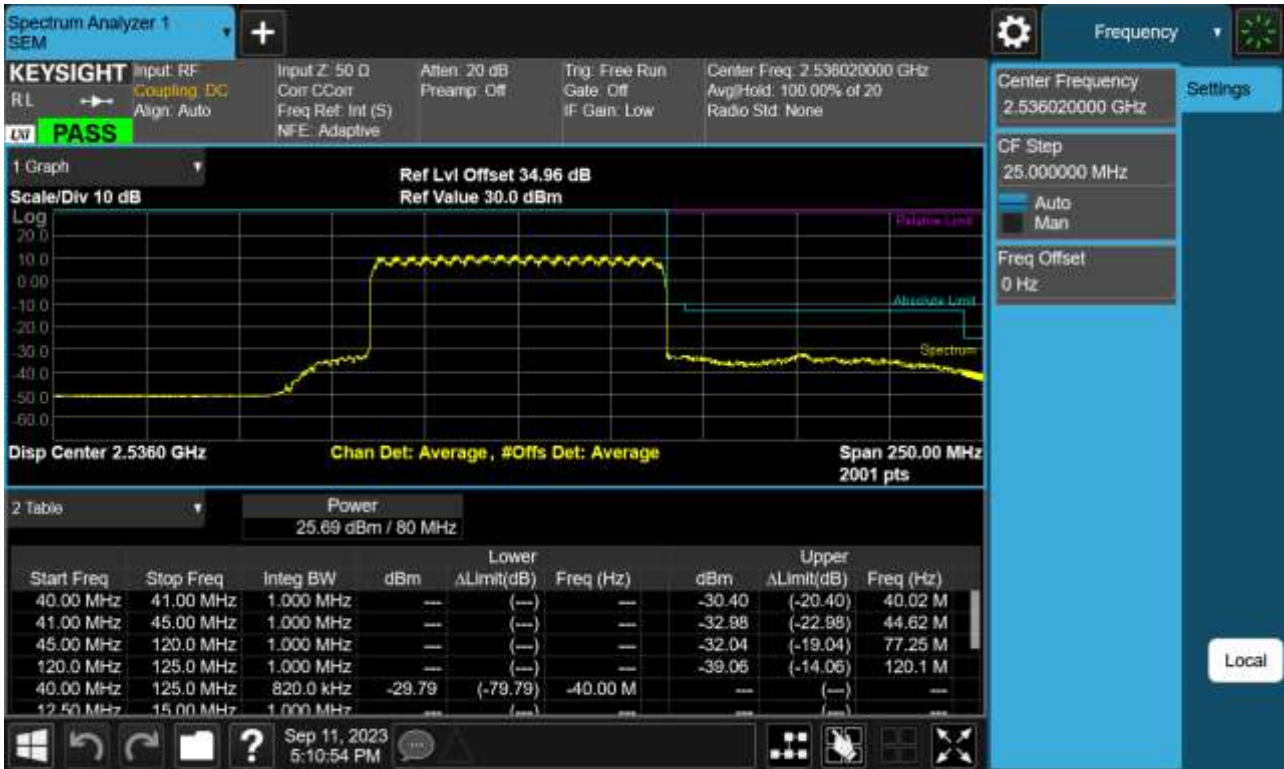 Spectrum Analyzer 1
SEM
+
Frequency
KEYSIGHT
RL
LXI
PASS
Input: RF
Coupling: DC
Align: Auto
Input Z: 50 Ω
Corr CCorr
Freq Ref: Int (S)
NFE: Adaptive
Atten: 20 dB
Preamp: Off
Trig: Free Run
Gate: Off
IF Gain: Low
Center Freq: 2.536020000 GHz
Avg|Hold: 100.00% of 20
Radio Std: None
Center Frequency
2.536020000 GHz
Settings
CF Step
25.000000 MHz
Auto
Man
Freq Offset
0 Hz
Local
1 Graph
Scale/Div 10 dB
Ref Lvl Offset 34.96 dB
Ref Value 30.0 dBm
Log
20.0
10.0
0.00
-10.0
-20.0
-30.0
-40.0
-50.0
-60.0
Relative Limit
Absolute Limit
Spectrum
Disp Center 2.5360 GHz
Chan Det: Average, #Offs Det: Average
Span 250.00 MHz
2001 pts
2 Table
Power
25.69 dBm / 80 MHz
Lower Upper
Start Freq Stop Freq Integ BW dBm ΔLimit(dB) Freq (Hz) dBm ΔLimit(dB) Freq (Hz)
40.00 MHz 41.00 MHz 1.000 MHz --- (---) --- -30.40 (-20.40) 40.02 M
41.00 MHz 45.00 MHz 1.000 MHz --- (---) --- -32.98 (-22.98) 44.62 M
45.00 MHz 120.0 MHz 1.000 MHz --- (---) --- -32.04 (-19.04) 77.25 M
120.0 MHz 125.0 MHz 1.000 MHz --- (---) --- -39.06 (-14.06) 120.1 M
40.00 MHz 125.0 MHz 820.0 kHz -29.79 (-79.79) -40.00 M --- (---) ---
12.50 MHz 15.00 MHz 1.000 MHz --- (---) --- --- (---) ---
?
Sep 11, 2023
5:10:54 PM